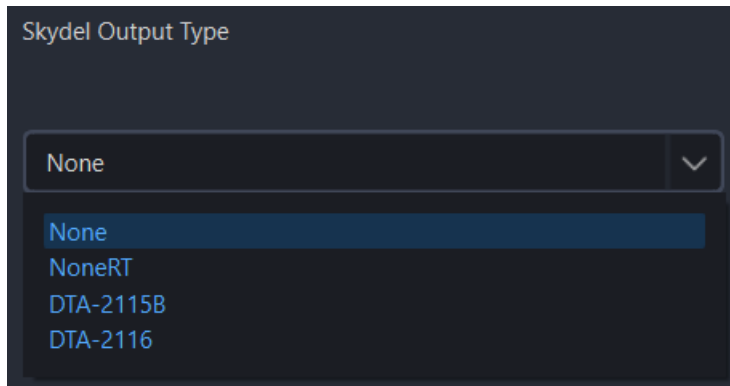 Skydel Output Type
None
None
NoneRT
DTA-2115B
DTA-2116